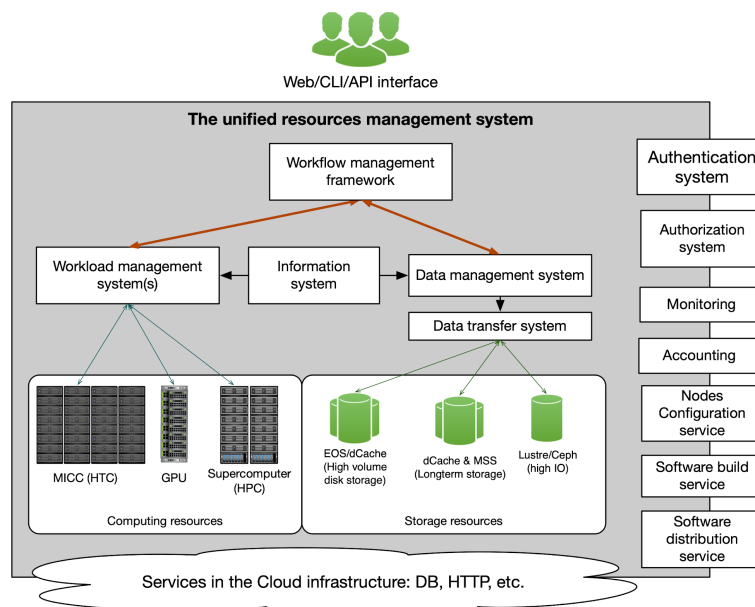 Web/CLI/API interface
The unified resources management system
Workflow management
framework
Authentication
system
Authorization
system
Workload management
system(s)
Information
system
Data management system
Monitoring
Data transfer system
Accounting
Nodes
Configuration
service
MICC (HTC)
GPU
Supercomputer
(HPC)
EOS/dCache
(High volume
disk storage)
dCache & MSS
(Longterm storage)
Lustre/Ceph
(high IO)
Software build
service
Computing resources
Storage resources
Software
distribution
service
Services in the Cloud infrastructure: DB, HTTP, etc.